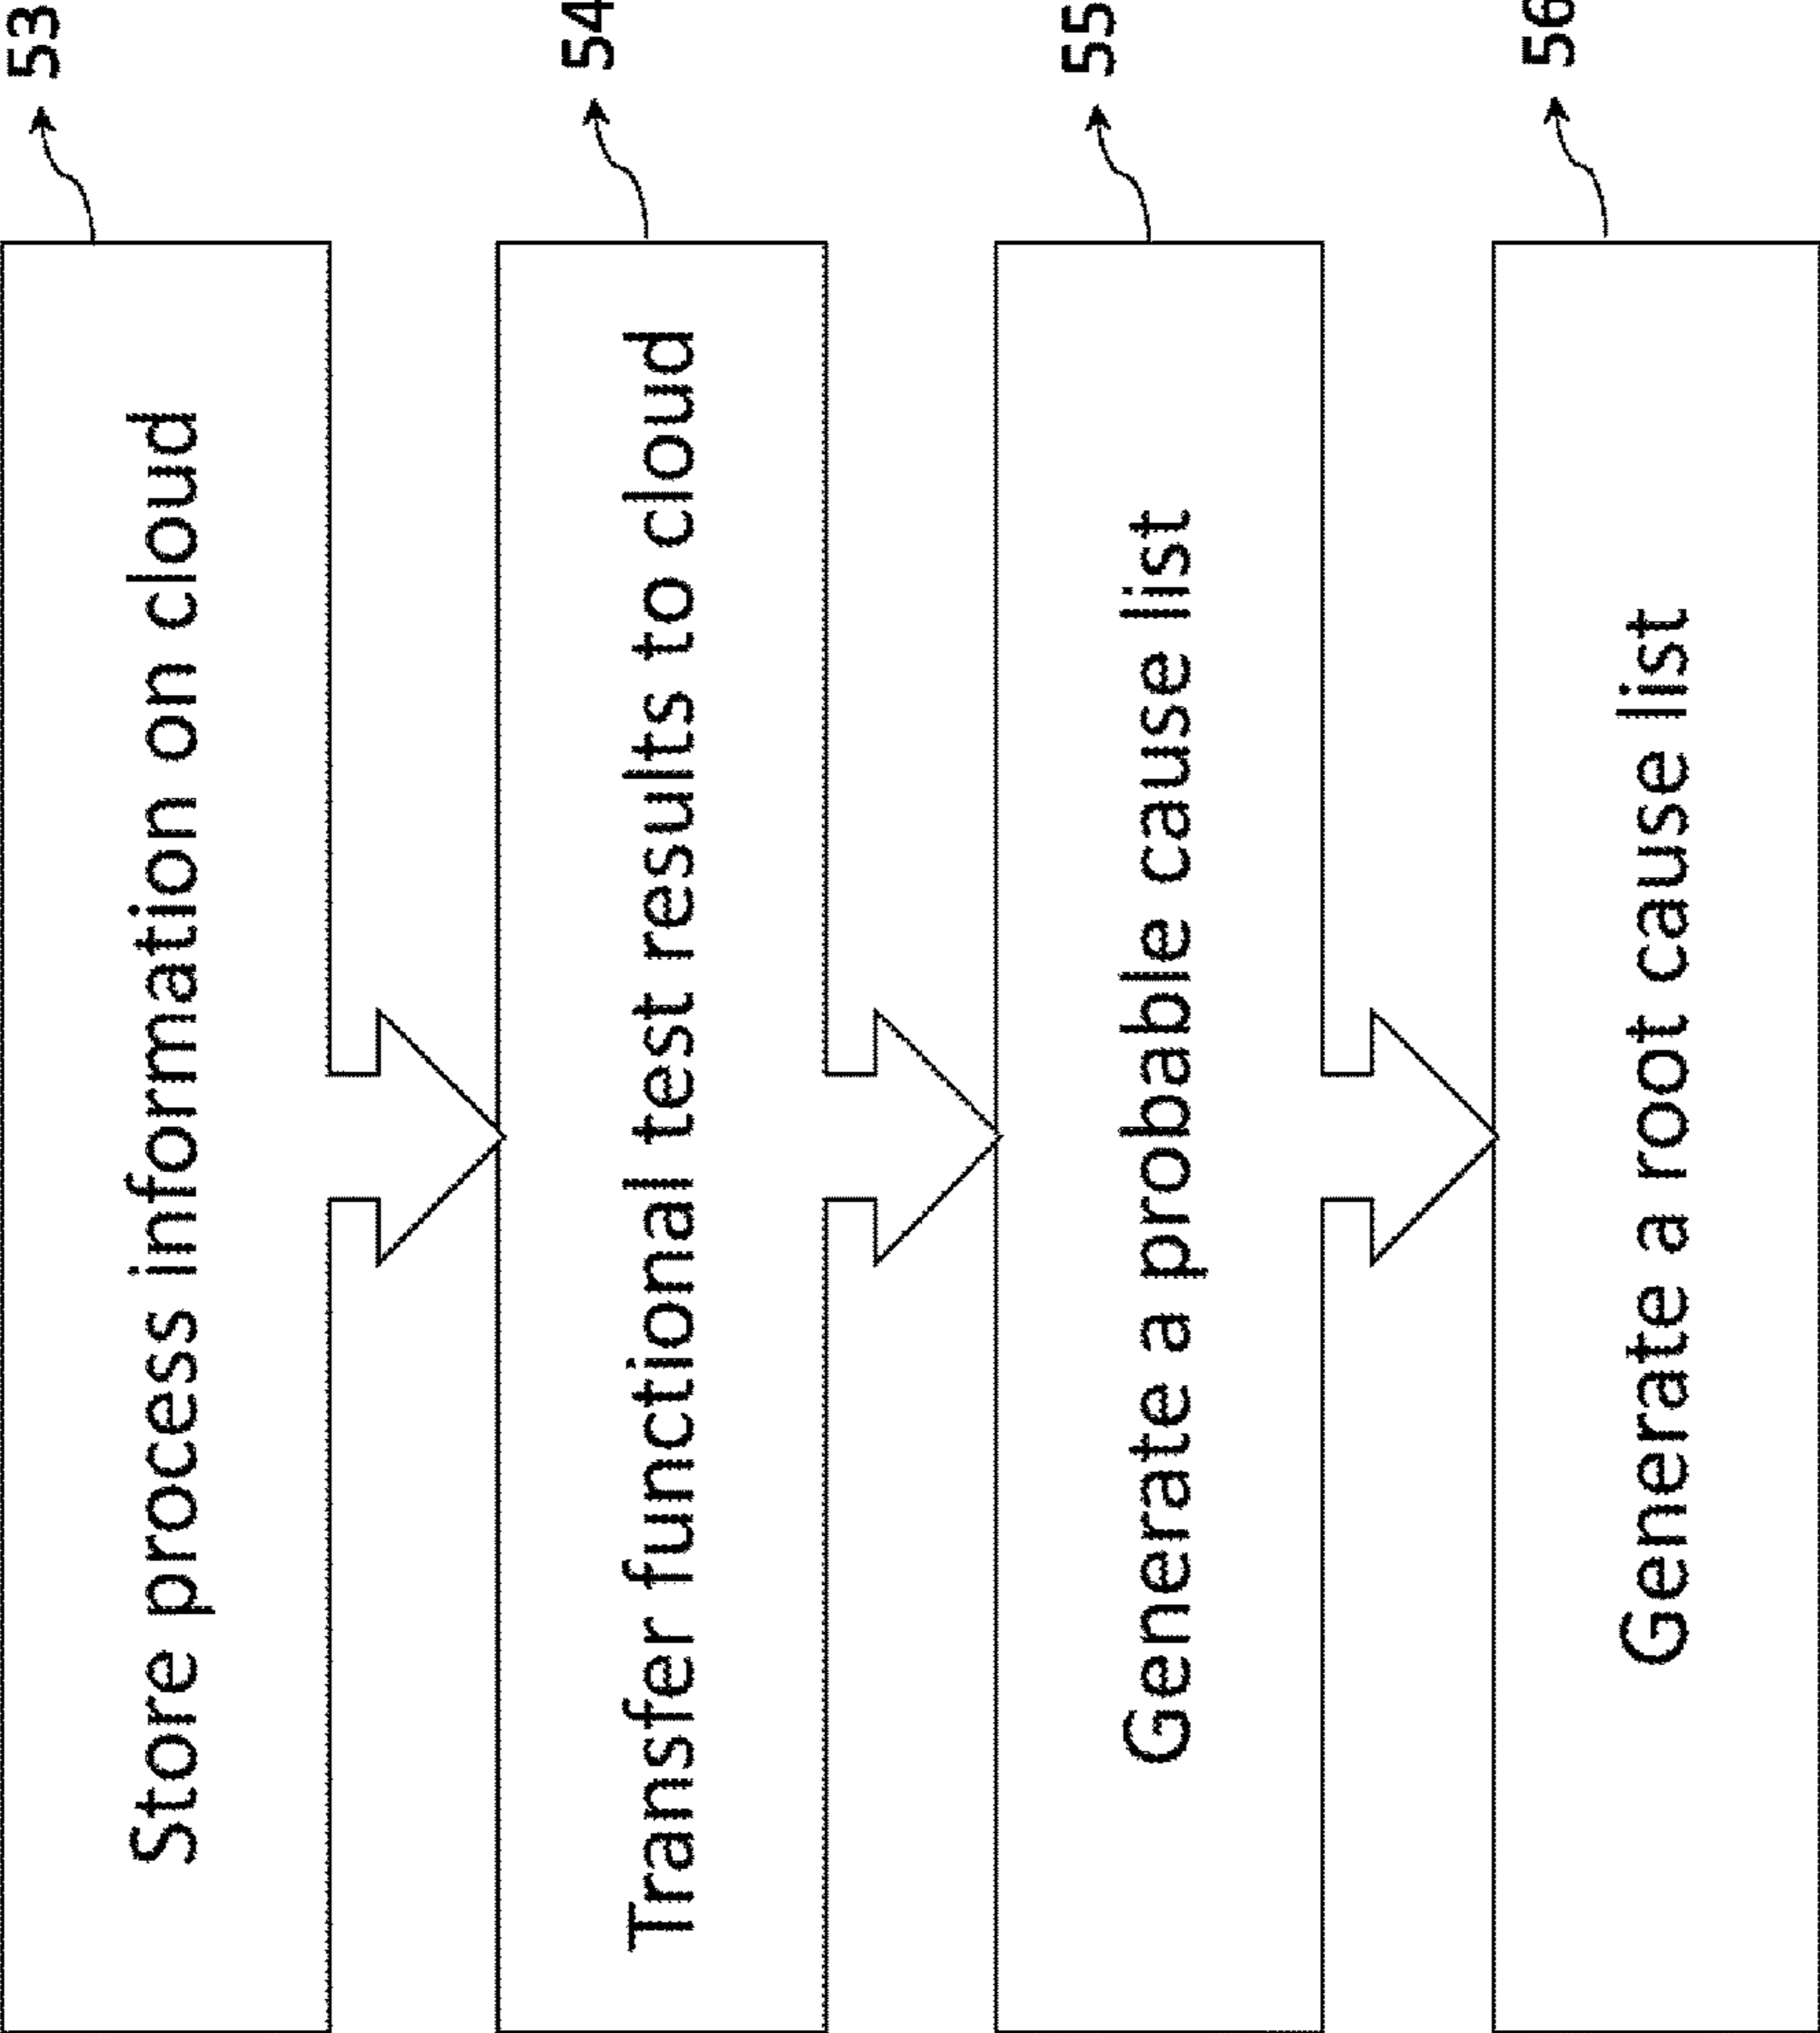 Store process information on cloud
53
Transfer functional test results to cloud
54
Generate a probable cause list
55
Generate a root cause list
56